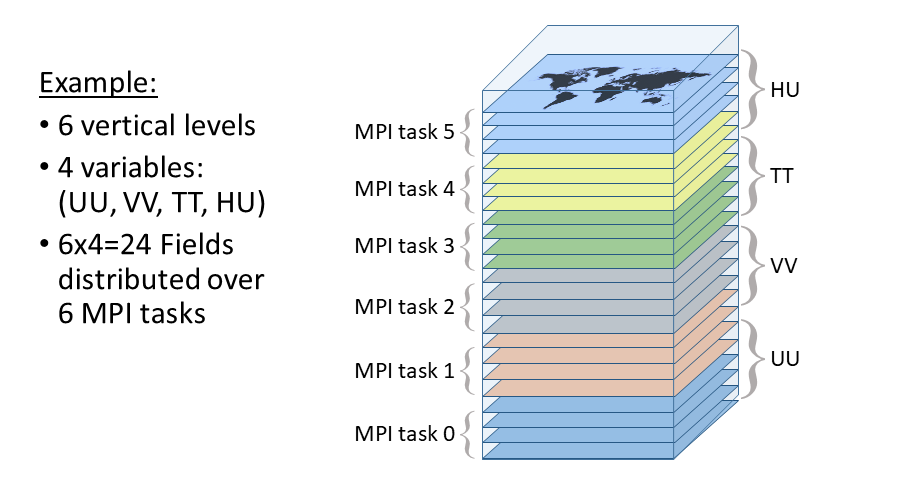 Example:
• 6 vertical levels
• 4 variables:
(UU, VV, TT, HU)
• 6x4=24 Fields
distributed over
6 MPI tasks
MPI task 5
MPI task 4
MPI task 3
MPI task 2
MPI task 1
MPI task 0
HU
TT
VV
UU